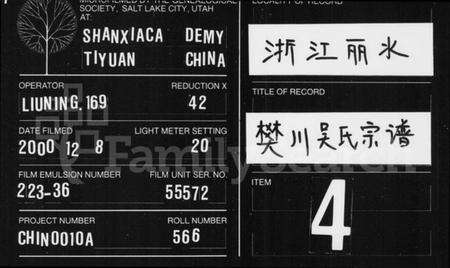 MICROFILMED BY THE GENEALOGICAL
SOCIETY, SALT LAKE CITY, UTAH
AT:
SHANXIACA DEMY
TIYUAN CHINA
OPERATOR REDUCTION X
LIUNING.169 42
DATE FILMED LIGHT METER SETTING
2000 12 8 20
FILM EMULSION NUMBER FILM UNIT SER. NO.
223-36 55572
PROJECT NUMBER ROLL NUMBER
CHIN0010A 566
LOCALITY OF RECORD
浙江丽水
TITLE OF RECORD
樊川吴氏宗谱
ITEM
4
FamilySearch